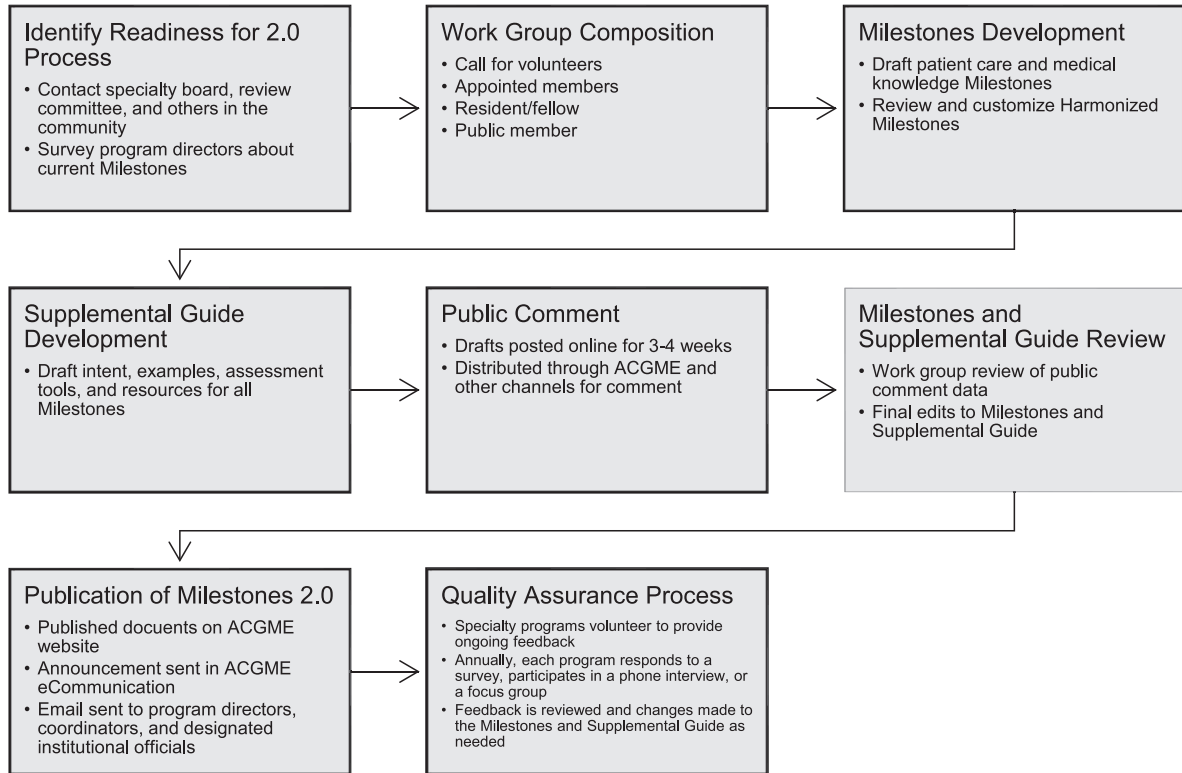 Identify Readiness for 2.0
Process
• Contact specialty board, review
committee, and others in the
community
• Survey program directors about
current Milestones
Work Group Composition
• Call for volunteers
• Appointed members
• Resident/fellow
• Public member
Milestones Development
• Draft patient care and medical
knowledge Milestones
• Review and customize Harmonized
Milestones
Supplemental Guide
Development
• Draft intent, examples, assessment
tools, and resources for all
Milestones
Public Comment
• Drafts posted online for 3-4 weeks
• Distributed through ACGME and
other channels for comment
Milestones and
Supplemental Guide Review
• Work group review of public
comment data
• Final edits to Milestones and
Supplemental Guide
Publication of Milestones 2.0
• Published docuents on ACGME
website
• Announcement sent in ACGME
eCommunication
• Email sent to program directors,
coordinators, and designated
institutional officials
Quality Assurance Process
• Specialty programs volunteer to provide
ongoing feedback
• Annually, each program responds to a
survey, participates in a phone interview, or
a focus group
• Feedback is reviewed and changes made to
the Milestones and Supplemental Guide as
needed